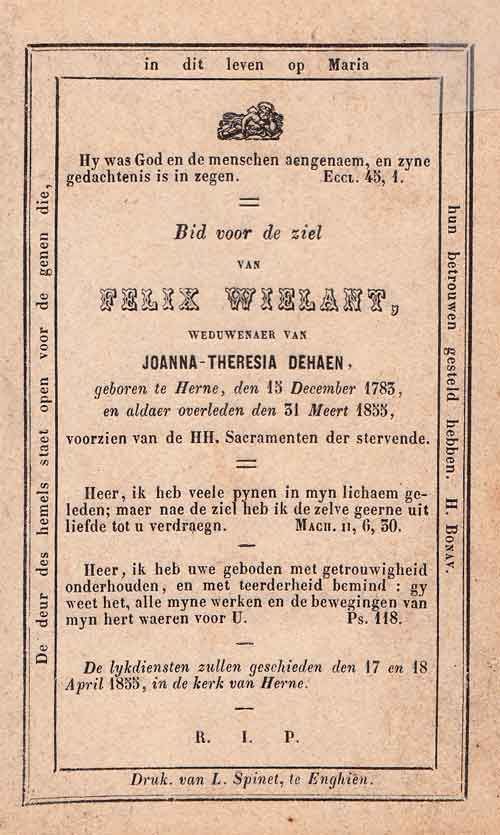 De deur des hemels staet open voor de genen die,
in dit leven op Maria
hun betrouwen gesteld hebben. H. Bonav.
Hy was God en de menschen aengenaem, en zyne
gedachtenis is in zegen. Eccl. 45, 1.
Bid voor de ziel
VAN
FELIX WIELANT,
WEDUWENAER VAN
JOANNA-THERESIA DEHAEN,
geboren te Herne, den 15 December 1783,
en aldaer overleden den 31 Meert 1855,
voorzien van de HH. Sacramenten der stervende.
Heer, ik heb veele pynen in myn lichaem ge-
leden; maer nae de ziel heb ik de zelve geerne uit
liefde tot u verdraegn. Mach. II, 6, 30.
Heer, ik heb uwe geboden met getrouwigheid
onderhouden, en met teerderheid bemind : gy
weet het, alle myne werken en de bewegingen van
myn hert waeren voor U. Ps. 118.
De lykdiensten zullen geschieden den 17 en 18
April 1855, in de kerk van Herne.
R. I. P.
Druk. van L. Spinet, te Enghien.